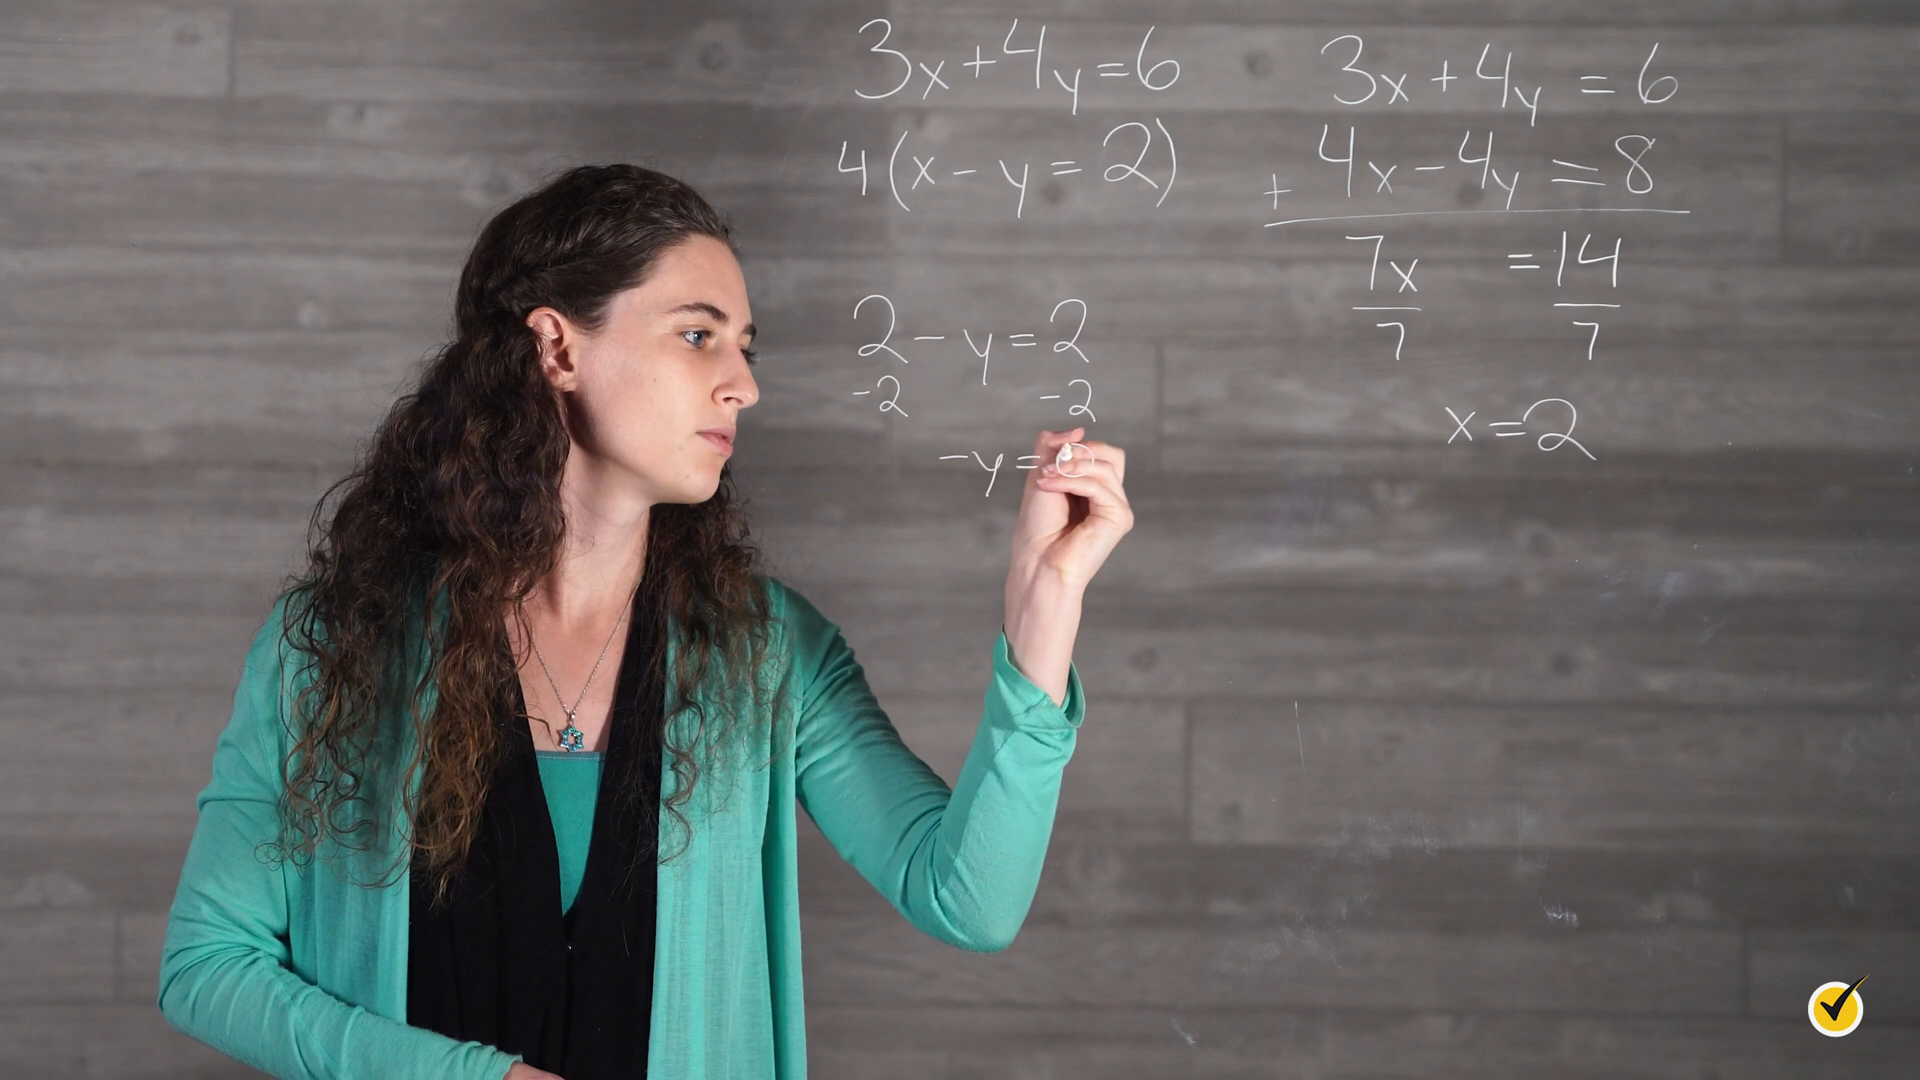 3x+4y=6
4(x-y=2)
2-y=2
-2 -2
-y=0
3x+4y=6
+ 4x-4y=8
7x =14
7 7
x=2